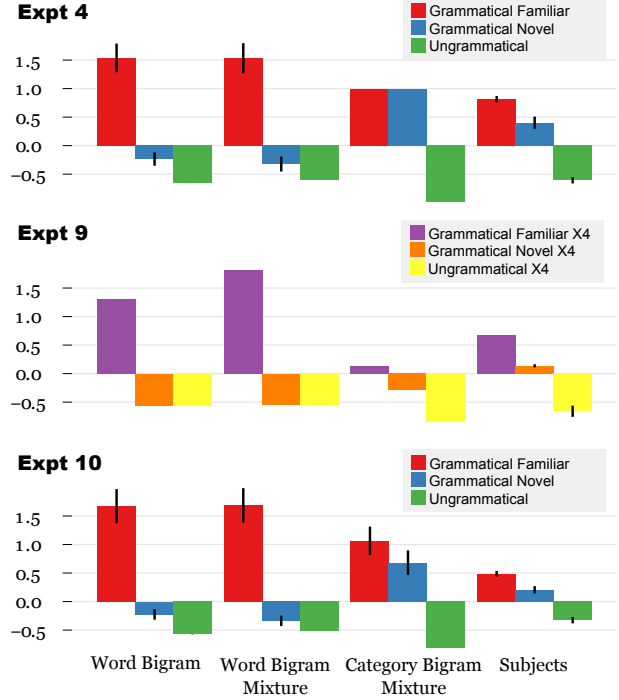 Expt 4
Grammatical Familiar
Grammatical Novel
Ungrammatical
1.5
1.0
0.5
0.0
−0.5
Expt 9
Grammatical Familiar X4
Grammatical Novel X4
Ungrammatical X4
1.5
1.0
0.5
0.0
−0.5
Expt 10
Grammatical Familiar
Grammatical Novel
Ungrammatical
1.5
1.0
0.5
0.0
−0.5
Word Bigram
Word Bigram
Mixture
Category Bigram
Mixture
Subjects